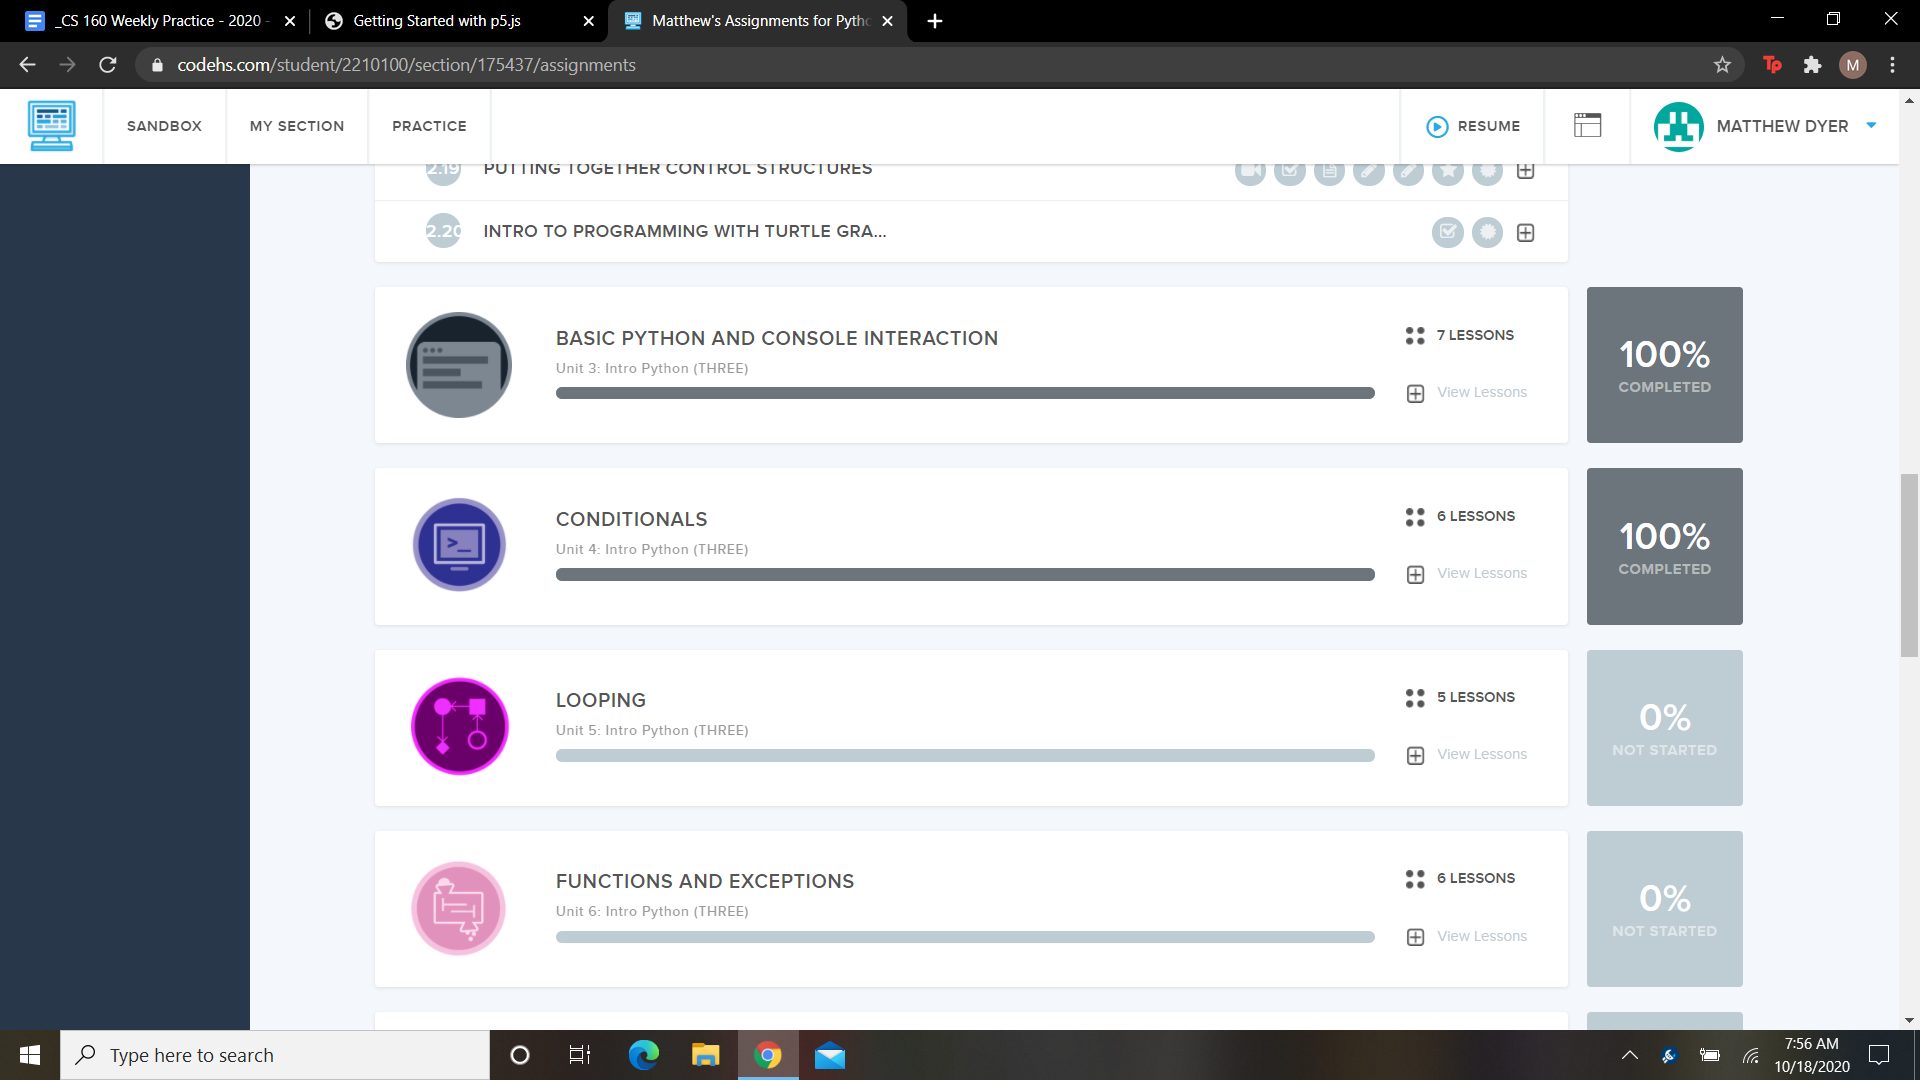 _CS 160 Weekly Practice - 2020 -
Getting Started with p5.js
Matthew's Assignments for Pytho
codehs.com/student/2210100/section/175437/assignments
Tp
M
SANDBOX
MY SECTION
PRACTICE
RESUME
MATTHEW DYER
2.19
PUTTING TOGETHER CONTROL STRUCTURES
2.20
INTRO TO PROGRAMMING WITH TURTLE GRA...
BASIC PYTHON AND CONSOLE INTERACTION
7 LESSONS
Unit 3: Intro Python (THREE)
View Lessons
100%
COMPLETED
CONDITIONALS
6 LESSONS
Unit 4: Intro Python (THREE)
View Lessons
100%
COMPLETED
LOOPING
5 LESSONS
Unit 5: Intro Python (THREE)
View Lessons
0%
NOT STARTED
FUNCTIONS AND EXCEPTIONS
6 LESSONS
Unit 6: Intro Python (THREE)
View Lessons
0%
NOT STARTED
Type here to search
7:56 AM
10/18/2020